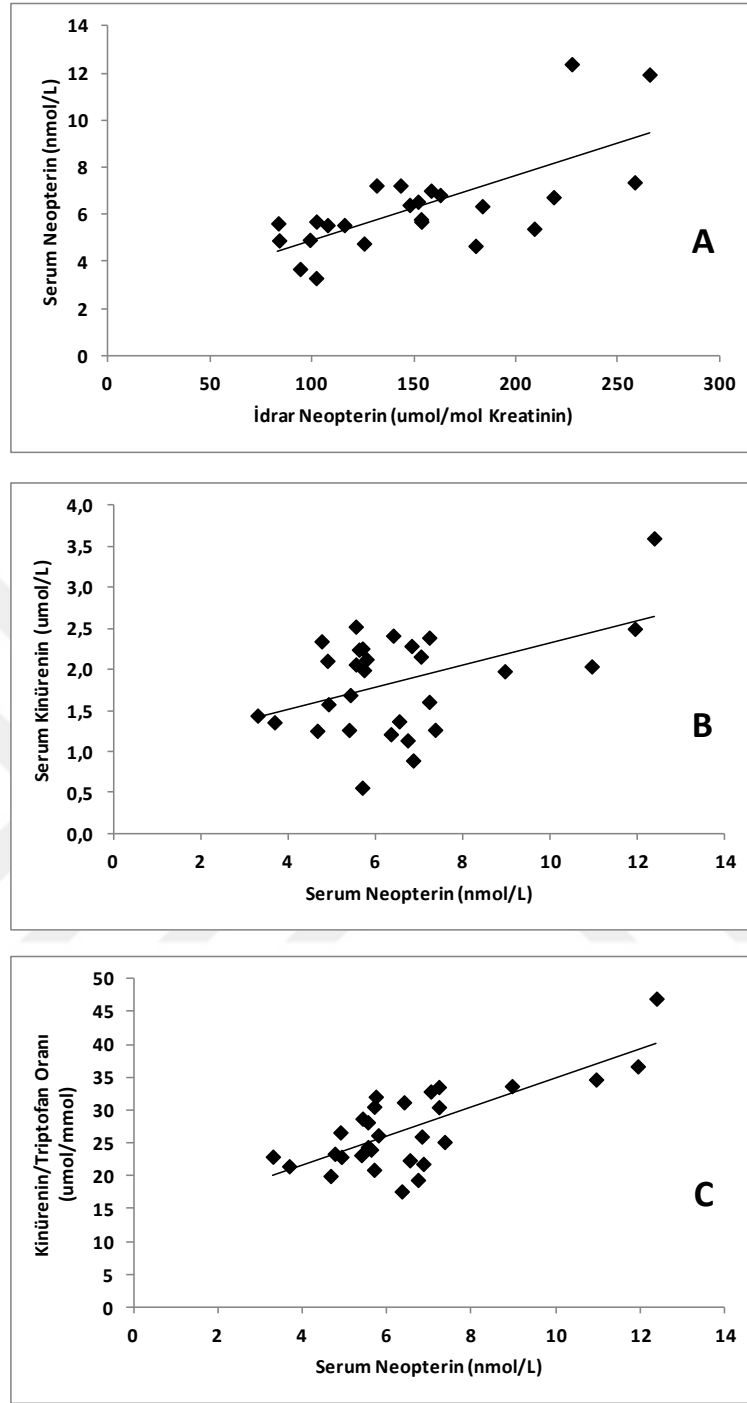 14
12
10
8
6
4
2
0
Serum Neopterin (nmol/L)
0 50 100 150 200 250 300
İdrar Neopterin (umol/mol Kreatinin)
A
4,0
3,5
3,0
2,5
2,0
1,5
1,0
0,5
0,0
Serum Kinürenin (umol/L)
0 2 4 6 8 10 12 14
Serum Neopterin (nmol/L)
B
50
45
40
35
30
25
20
15
10
5
0
Kinürenin/Triptofan Oranı
(umol/mmol)
0 2 4 6 8 10 12 14
Serum Neopterin (nmol/L)
C